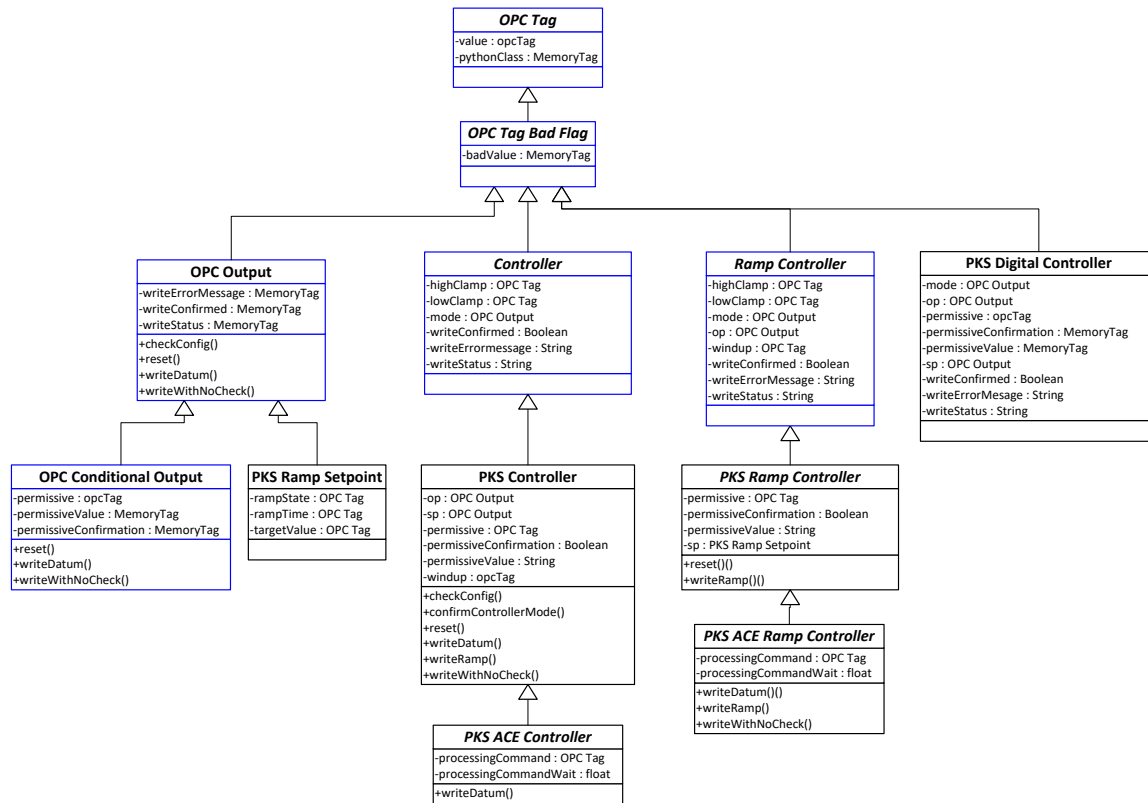 OPC Tag
-value : opcTag
-pythonClass : MemoryTag
OPC Tag Bad Flag
-badValue : MemoryTag
OPC Output
-writeErrorMessage : MemoryTag
-writeConfirmed : MemoryTag
-writeStatus : MemoryTag
+checkConfig()
+reset()
+writeDatum()
+writeWithNoCheck()
Controller
-highClamp : OPC Tag
-lowClamp : OPC Tag
-mode : OPC Output
-writeConfirmed : Boolean
-writeErrormessage : String
-writeStatus : String
Ramp Controller
-highClamp : OPC Tag
-lowClamp : OPC Tag
-mode : OPC Output
-op : OPC Output
-windup : OPC Tag
-writeConfirmed : Boolean
-writeErrorMessage : String
-writeStatus : String
PKS Digital Controller
-mode : OPC Output
-op : OPC Output
-permissive : opcTag
-permissiveConfirmation : MemoryTag
-permissiveValue : MemoryTag
-sp : OPC Output
-writeConfirmed : Boolean
-writeErrorMesage : String
-writeStatus : String
OPC Conditional Output
-permissive : opcTag
-permissiveValue : MemoryTag
-permissiveConfirmation : MemoryTag
+reset()
+writeDatum()
+writeWithNoCheck()
PKS Ramp Setpoint
-rampState : OPC Tag
-rampTime : OPC Tag
-targetValue : OPC Tag
PKS Controller
-op : OPC Output
-sp : OPC Output
-permissive : OPC Tag
-permissiveConfirmation : Boolean
-permissiveValue : String
-windup : opcTag
+checkConfig()
+confirmControllerMode()
+reset()
+writeDatum()
+writeRamp()
+writeWithNoCheck()
PKS Ramp Controller
-permissive : OPC Tag
-permissiveConfirmation : Boolean
-permissiveValue : String
-sp : PKS Ramp Setpoint
+reset()()
+writeRamp()()
PKS ACE Ramp Controller
-processingCommand : OPC Tag
-processingCommandWait : float
+writeDatum()()
+writeRamp()
+writeWithNoCheck()
PKS ACE Controller
-processingCommand : OPC Tag
-processingCommandWait : float
+writeDatum()